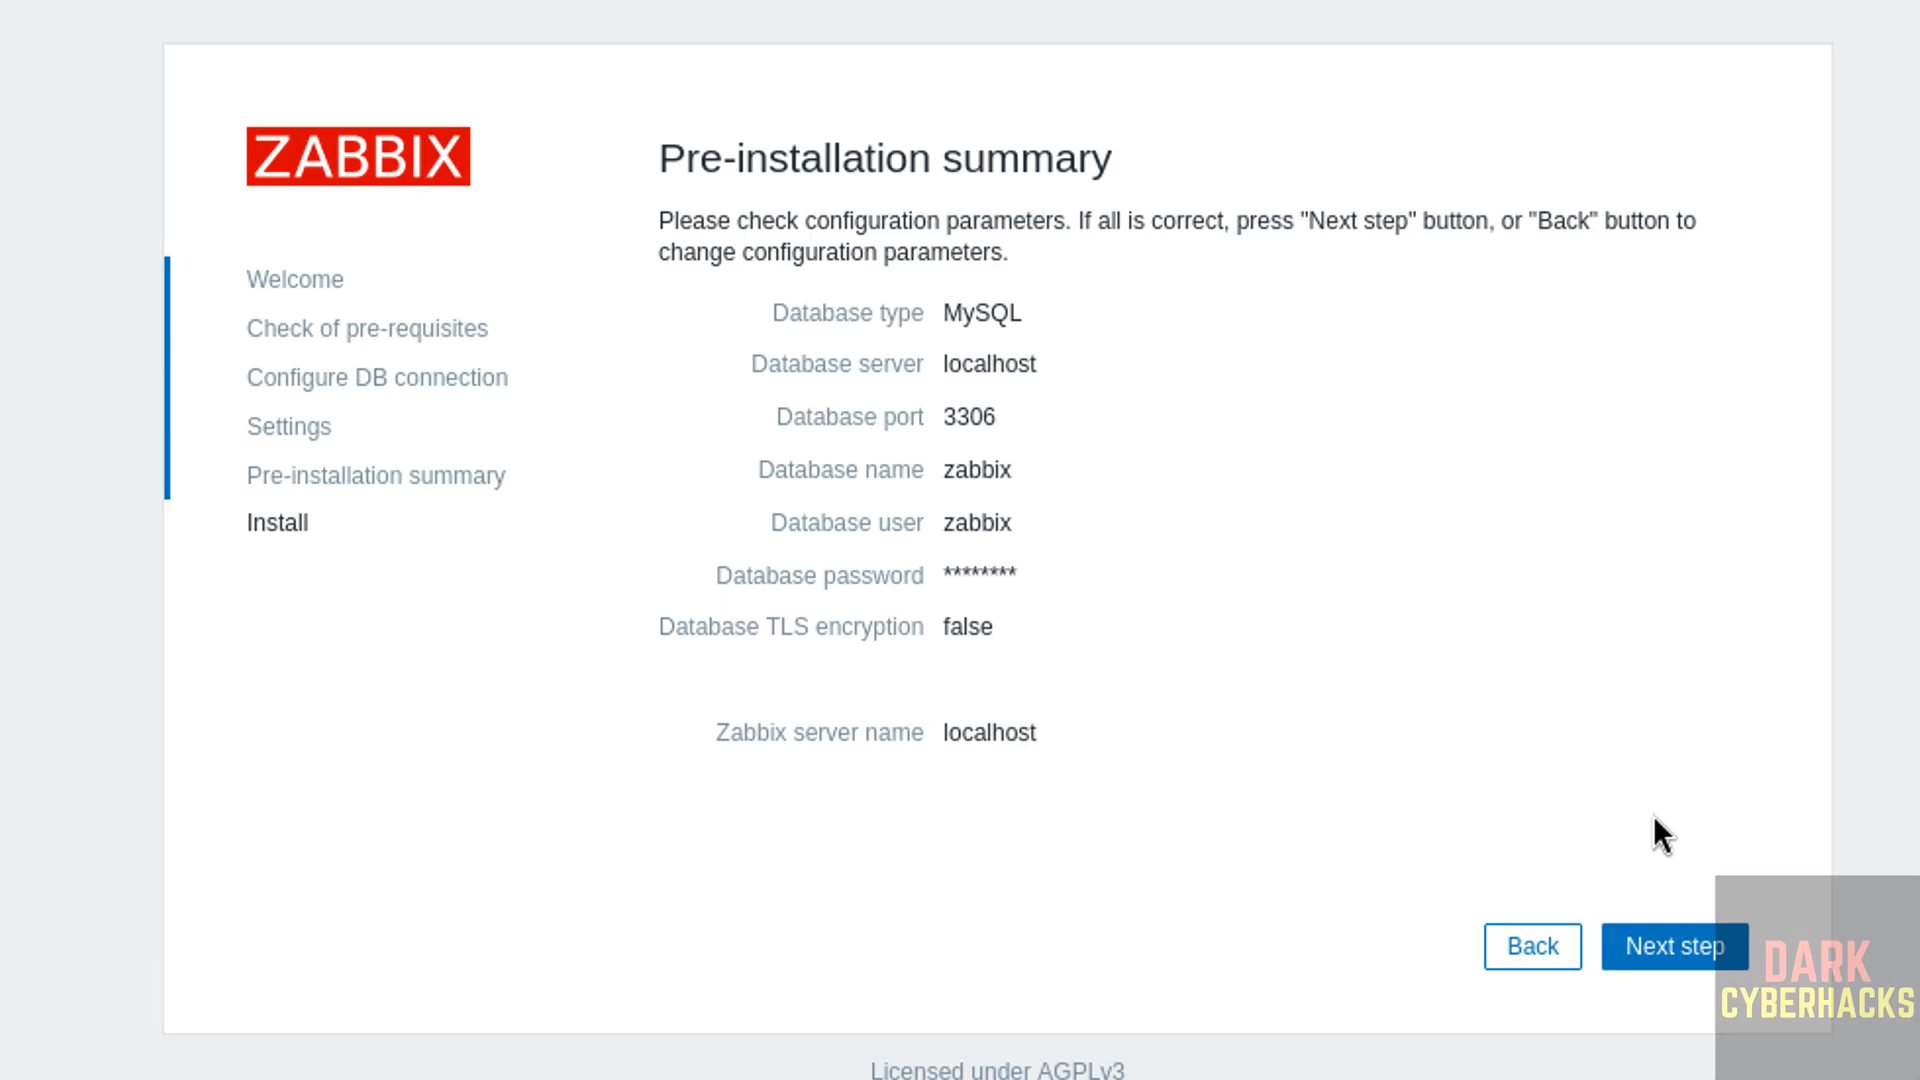 ZABBIX
Welcome
Check of pre-requisites
Configure DB connection
Settings
Pre-installation summary
Install
Pre-installation summary
Please check configuration parameters. If all is correct, press "Next step" button, or "Back" button to
change configuration parameters.
Database type MySQL
Database server localhost
Database port 3306
Database name zabbix
Database user zabbix
Database password ********
Database TLS encryption false
Zabbix server name localhost
Back
Next step
DARK
CYBERHACKS
Licensed under AGPLv3